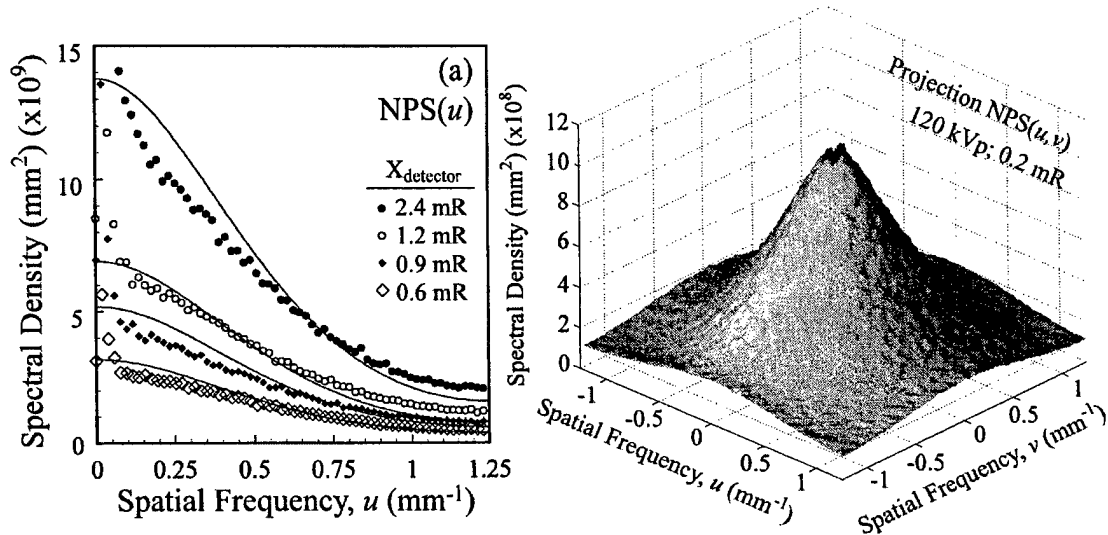 (a)
NPS(u)
X_detector
2.4 mR
1.2 mR
0.9 mR
0.6 mR
Spectral Density (mm²) (x10⁹)
15
10
5
0
0 0.25 0.5 0.75 1 1.25
Spatial Frequency, u (mm⁻¹)
Projection NPS(u,v)
120 kVp; 0.2 mR
Spectral Density (mm²) (x10⁸)
12
10
8
6
4
2
0
-1 -0.5 0 0.5 1
Spatial Frequency, u (mm⁻¹)
-1 -0.5 0 0.5 1
Spatial Frequency, v (mm⁻¹)